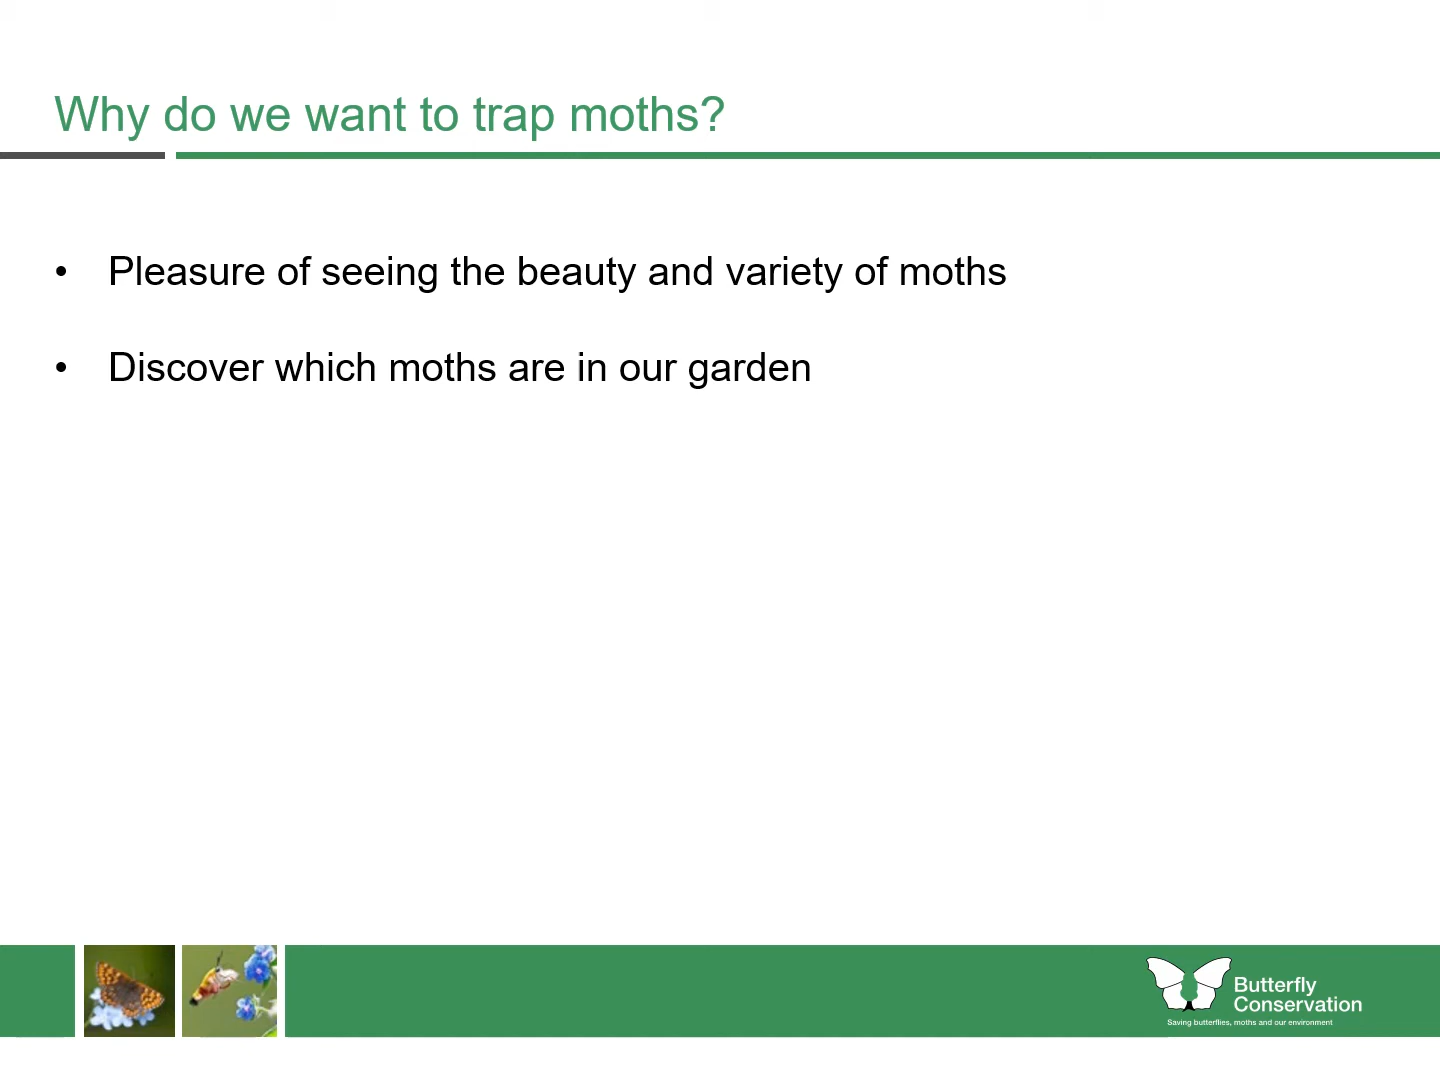 Why do we want to trap moths?
• Pleasure of seeing the beauty and variety of moths
• Discover which moths are in our garden
Butterfly
Conservation
Saving butterflies, moths and our environment